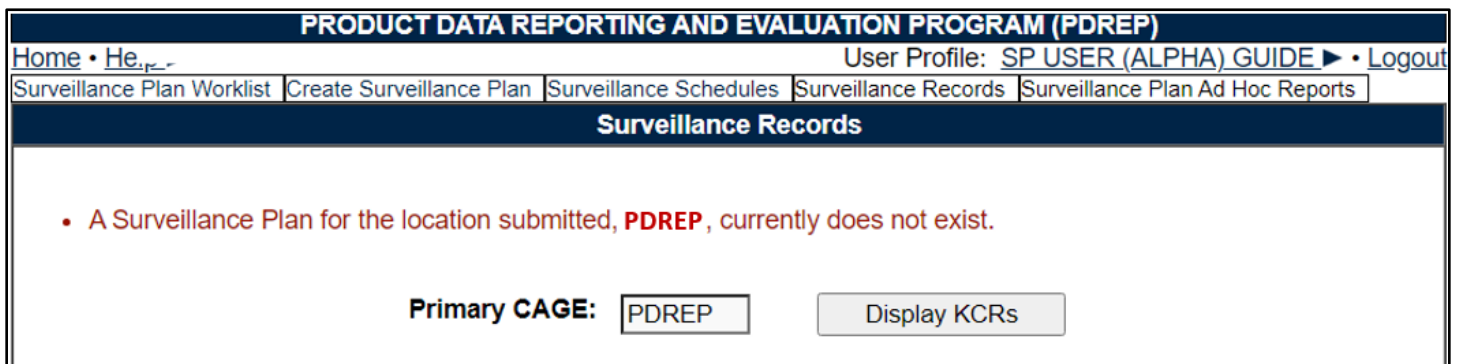 PRODUCT DATA REPORTING AND EVALUATION PROGRAM (PDREP)
Home • User Profile: SP USER (ALPHA) GUIDE ► • Logout
Surveillance Plan Worklist Create Surveillance Plan Surveillance Schedules Surveillance Records Surveillance Plan Ad Hoc Reports
Surveillance Records
• A Surveillance Plan for the location submitted, PDREP, currently does not exist.
Primary CAGE: PDREP Display KCRs